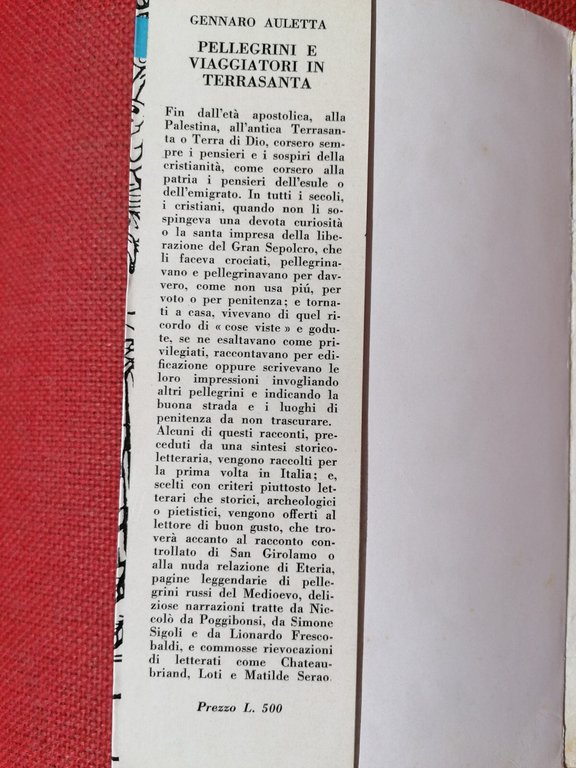 GENNARO AULETTA
PELLEGRINI E
VIAGGIATORI IN
TERRASANTA
Fin dall'età apostolica, alla
Palestina, all'antica Terrasan-
ta o Terra di Dio, corsero sem-
pre i pensieri e i sospiri della
cristianità, come corsero alla
patria i pensieri dell'esule o
dell'emigrato. In tutti i secoli,
i cristiani, quando non li so-
spingeva una devota curiosità
o la santa impresa della libe-
razione del Gran Sepolcro, che
li faceva crociati, pellegrina-
vano e pellegrinavano per dav-
vero, come non usa piú, per
voto o per penitenza; e torna-
ti a casa, vivevano di quel ri-
cordo di « cose viste » e godu-
te, se ne esaltavano come pri-
vilegiati, raccontavano per edi-
ficazione oppure scrivevano le
loro impressioni invogliando
altri pellegrini e indicando la
buona strada e i luoghi di
penitenza da non trascurare.
Alcuni di questi racconti, pre-
ceduti da una sintesi storico-
letteraria, vengono raccolti per
la prima volta in Italia; e,
scelti con criteri piuttosto let-
terari che storici, archeologici
o pietistici, vengono offerti al
lettore di buon gusto, che tro-
verà accanto al racconto con-
trollato di San Girolamo o
alla nuda relazione di Eteria,
pagine leggendarie di pelle-
grini russi del Medioevo, deli-
ziose narrazioni tratte da Nic-
colò da Poggibonsi, da Simone
Sigoli e da Lionardo Fresco-
baldi, e commosse rievocazioni
di letterati come Chateau-
briand, Loti e Matilde Serao.
Prezzo L. 500